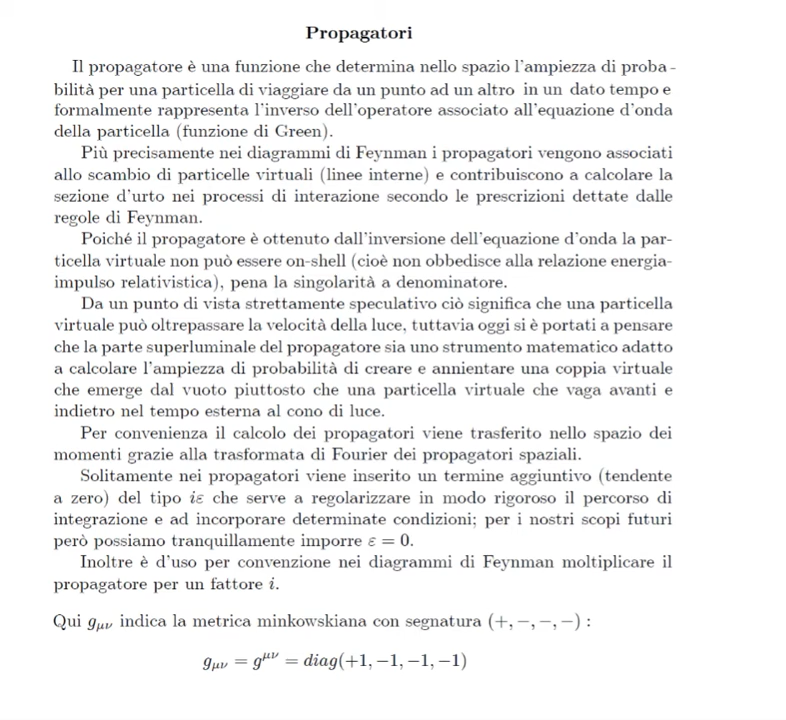 Propagatori
Il propagatore è una funzione che determina nello spazio l'ampiezza di proba-
bilità per una particella di viaggiare da un punto ad un altro in un dato tempo e
formalmente rappresenta l'inverso dell'operatore associato all'equazione d'onda
della particella (funzione di Green).
Più precisamente nei diagrammi di Feynman i propagatori vengono associati
allo scambio di particelle virtuali (linee interne) e contribuiscono a calcolare la
sezione d'urto nei processi di interazione secondo le prescrizioni dettate dalle
regole di Feynman.
Poiché il propagatore è ottenuto dall'inversione dell'equazione d'onda la par-
ticella virtuale non può essere on-shell (cioè non obbedisce alla relazione energia-
impulso relativistica), pena la singolarità a denominatore.
Da un punto di vista strettamente speculativo ciò significa che una particella
virtuale può oltrepassare la velocità della luce, tuttavia oggi si è portati a pensare
che la parte superluminale del propagatore sia uno strumento matematico adatto
a calcolare l'ampiezza di probabilità di creare e annientare una coppia virtuale
che emerge dal vuoto piuttosto che una particella virtuale che vaga avanti e
indietro nel tempo esterna al cono di luce.
Per convenienza il calcolo dei propagatori viene trasferito nello spazio dei
momenti grazie alla trasformata di Fourier dei propagatori spaziali.
Solitamente nei propagatori viene inserito un termine aggiuntivo (tendente
a zero) del tipo iε che serve a regolarizzare in modo rigoroso il percorso di
integrazione e ad incorporare determinate condizioni; per i nostri scopi futuri
però possiamo tranquillamente imporre ε = 0.
Inoltre è d'uso per convenzione nei diagrammi di Feynman moltiplicare il
propagatore per un fattore i.
Qui g_{μν} indica la metrica minkowskiana con segnatura (+, −, −, −) :
g_{μν} = g^{μν} = diag(+1, −1, −1, −1)